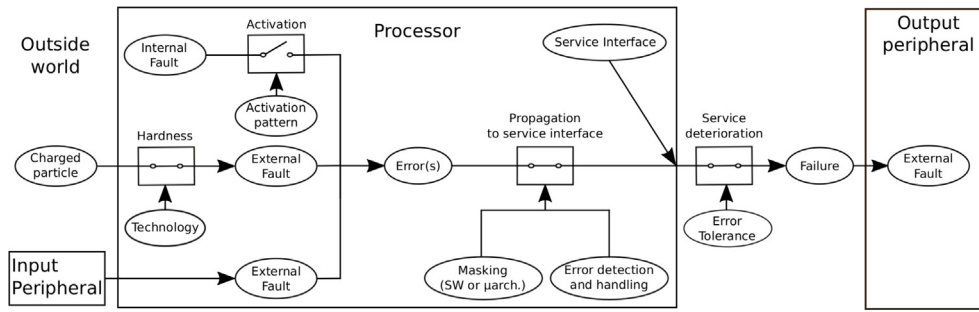 Outside
world
Processor
Output
peripheral
Activation
Internal
Fault
Activation
pattern
Service Interface
Hardness
Charged
particle
Technology
External
Fault
Error(s)
Propagation
to service interface
Masking
(SW or µarch.)
Error detection
and handling
Service
deterioration
Error
Tolerance
Failure
External
Fault
Input
Peripheral
External
Fault